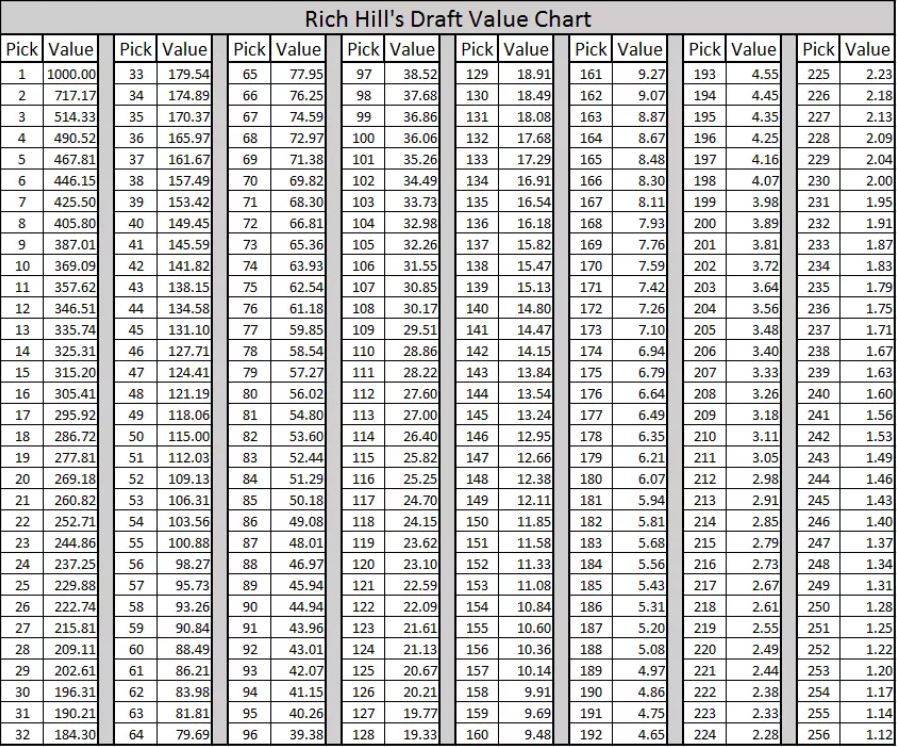 Rich Hill's Draft Value Chart
Pick Value Pick Value Pick Value Pick Value Pick Value Pick Value Pick Value Pick Value
1 1000.00 33 179.54 65 77.95 97 38.52 129 18.91 161 9.27 193 4.55 225 2.23
2 717.17 34 174.89 66 76.25 98 37.68 130 18.49 162 9.07 194 4.45 226 2.18
3 514.33 35 170.37 67 74.59 99 36.86 131 18.08 163 8.87 195 4.35 227 2.13
4 490.52 36 165.97 68 72.97 100 36.06 132 17.68 164 8.67 196 4.25 228 2.09
5 467.81 37 161.67 69 71.38 101 35.26 133 17.29 165 8.48 197 4.16 229 2.04
6 446.15 38 157.49 70 69.82 102 34.49 134 16.91 166 8.30 198 4.07 230 2.00
7 425.50 39 153.42 71 68.30 103 33.73 135 16.54 167 8.11 199 3.98 231 1.95
8 405.80 40 149.45 72 66.81 104 32.98 136 16.18 168 7.93 200 3.89 232 1.91
9 387.01 41 145.59 73 65.36 105 32.26 137 15.82 169 7.76 201 3.81 233 1.87
10 369.09 42 141.82 74 63.93 106 31.55 138 15.47 170 7.59 202 3.72 234 1.83
11 357.62 43 138.15 75 62.54 107 30.85 139 15.13 171 7.42 203 3.64 235 1.79
12 346.51 44 134.58 76 61.18 108 30.17 140 14.80 172 7.26 204 3.56 236 1.75
13 335.74 45 131.10 77 59.85 109 29.51 141 14.47 173 7.10 205 3.48 237 1.71
14 325.31 46 127.71 78 58.54 110 28.86 142 14.15 174 6.94 206 3.40 238 1.67
15 315.20 47 124.41 79 57.27 111 28.22 143 13.84 175 6.79 207 3.33 239 1.63
16 305.41 48 121.19 80 56.02 112 27.60 144 13.54 176 6.64 208 3.26 240 1.60
17 295.92 49 118.06 81 54.80 113 27.00 145 13.24 177 6.49 209 3.18 241 1.56
18 286.72 50 115.00 82 53.60 114 26.40 146 12.95 178 6.35 210 3.11 242 1.53
19 277.81 51 112.03 83 52.44 115 25.82 147 12.66 179 6.21 211 3.05 243 1.49
20 269.18 52 109.13 84 51.29 116 25.25 148 12.38 180 6.07 212 2.98 244 1.46
21 260.82 53 106.31 85 50.18 117 24.70 149 12.11 181 5.94 213 2.91 245 1.43
22 252.71 54 103.56 86 49.08 118 24.15 150 11.85 182 5.81 214 2.85 246 1.40
23 244.86 55 100.88 87 48.01 119 23.62 151 11.58 183 5.68 215 2.79 247 1.37
24 237.25 56 98.27 88 46.97 120 23.10 152 11.33 184 5.56 216 2.73 248 1.34
25 229.88 57 95.73 89 45.94 121 22.59 153 11.08 185 5.43 217 2.67 249 1.31
26 222.74 58 93.26 90 44.94 122 22.09 154 10.84 186 5.31 218 2.61 250 1.28
27 215.81 59 90.84 91 43.96 123 21.61 155 10.60 187 5.20 219 2.55 251 1.25
28 209.11 60 88.49 92 43.01 124 21.13 156 10.36 188 5.08 220 2.49 252 1.22
29 202.61 61 86.21 93 42.07 125 20.67 157 10.14 189 4.97 221 2.44 253 1.20
30 196.31 62 83.98 94 41.15 126 20.21 158 9.91 190 4.86 222 2.38 254 1.17
31 190.21 63 81.81 95 40.26 127 19.77 159 9.69 191 4.75 223 2.33 255 1.14
32 184.30 64 79.69 96 39.38 128 19.33 160 9.48 192 4.65 224 2.28 256 1.12